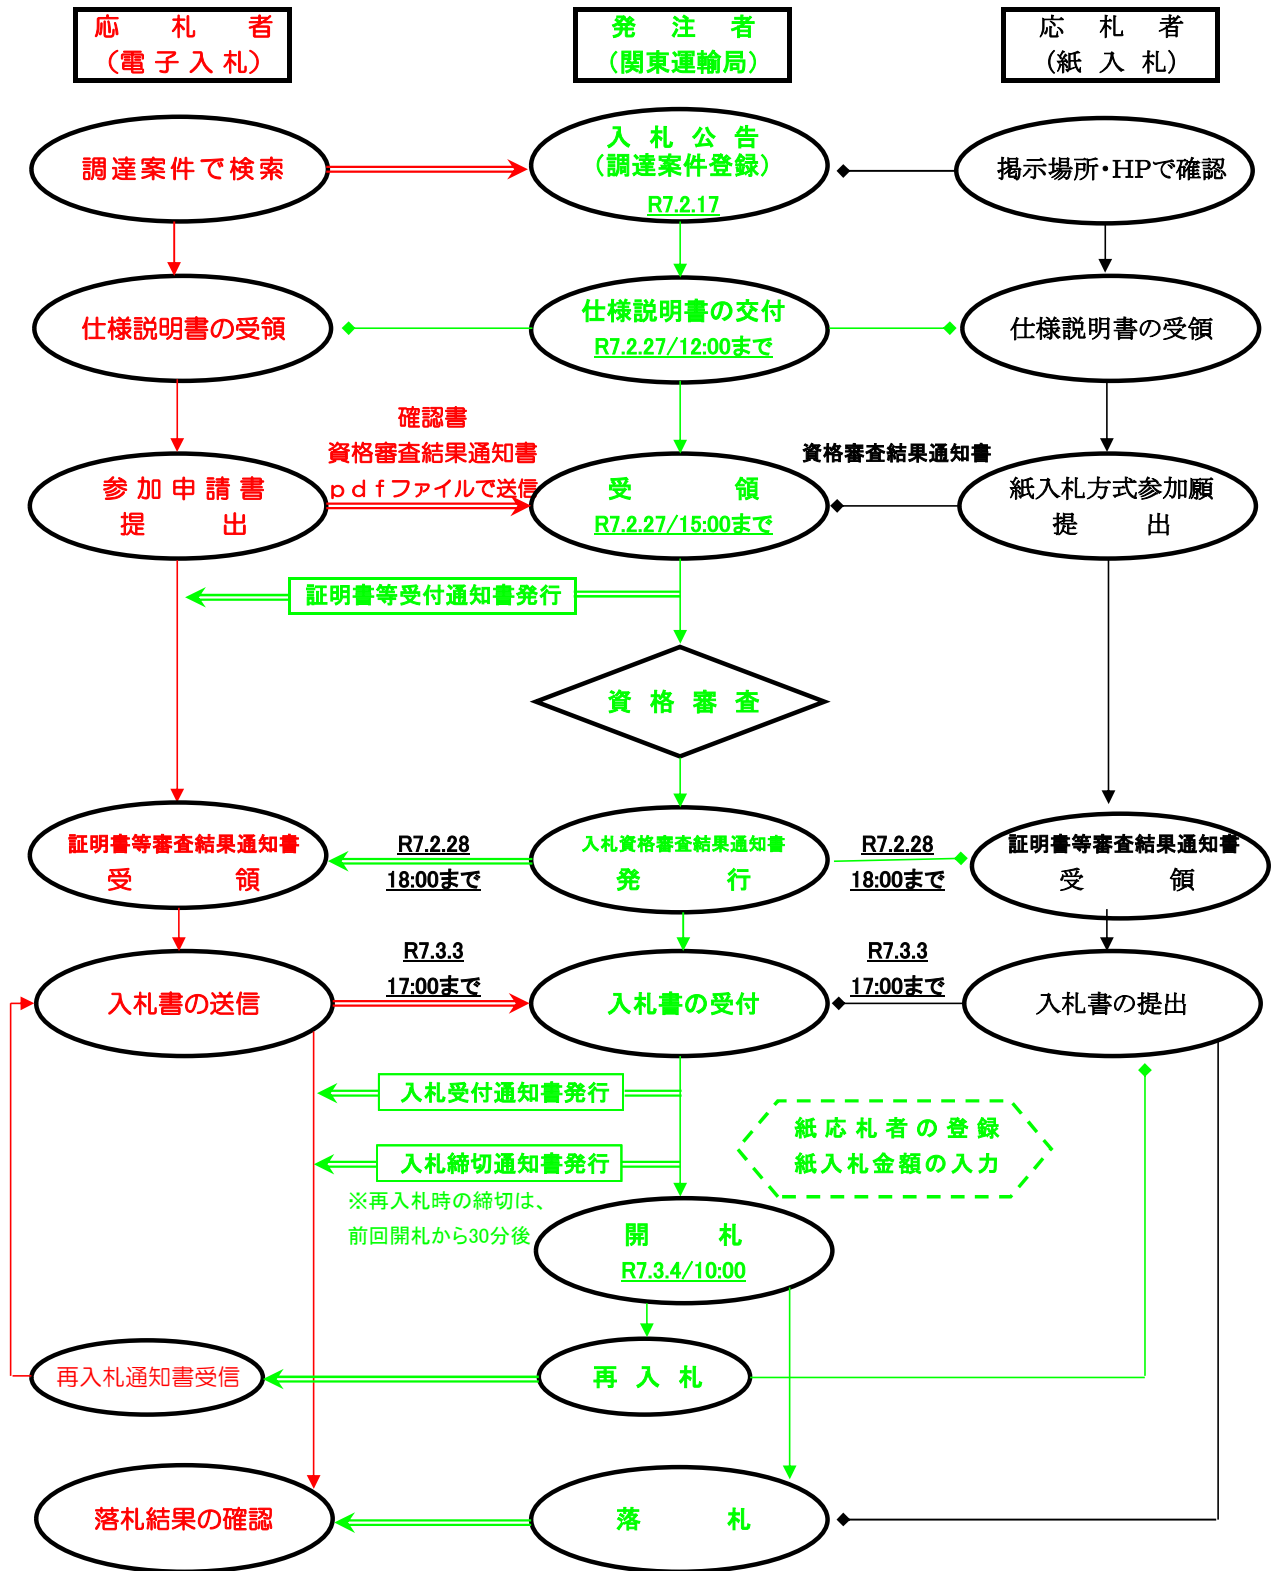 応 札 者
(電 子 入 札)
発 注 者
(関東運輸局)
応 札 者
(紙 入 札)
調達案件で検索
入 札 公 告
(調達案件登録)
R7.2.17
掲示場所・HPで確認
仕様説明書の受領
仕様説明書の交付
R7.2.27/12:00まで
仕様説明書の受領
確認書
資格審査結果通知書
pdfファイルで送信
資格審査結果通知書
参 加 申 請 書
提 出
受 領
R7.2.27/15:00まで
紙入札方式参加願
提 出
証明書等受付通知書発行
資 格 審 査
証明書等審査結果通知書
受 領
R7.2.28
18:00まで
入札資格審査結果通知書
発 行
R7.2.28
18:00まで
証明書等審査結果通知書
受 領
入札書の送信
R7.3.3
17:00まで
入札書の受付
R7.3.3
17:00まで
入札書の提出
入札受付通知書発行
紙 応 札 者 の 登 録
紙入札金額の入力
入札締切通知書発行
※再入札時の締切は、
前回開札から30分後
開 札
R7.3.4/10:00
再入札通知書受信
再 入 札
落札結果の確認
落 札